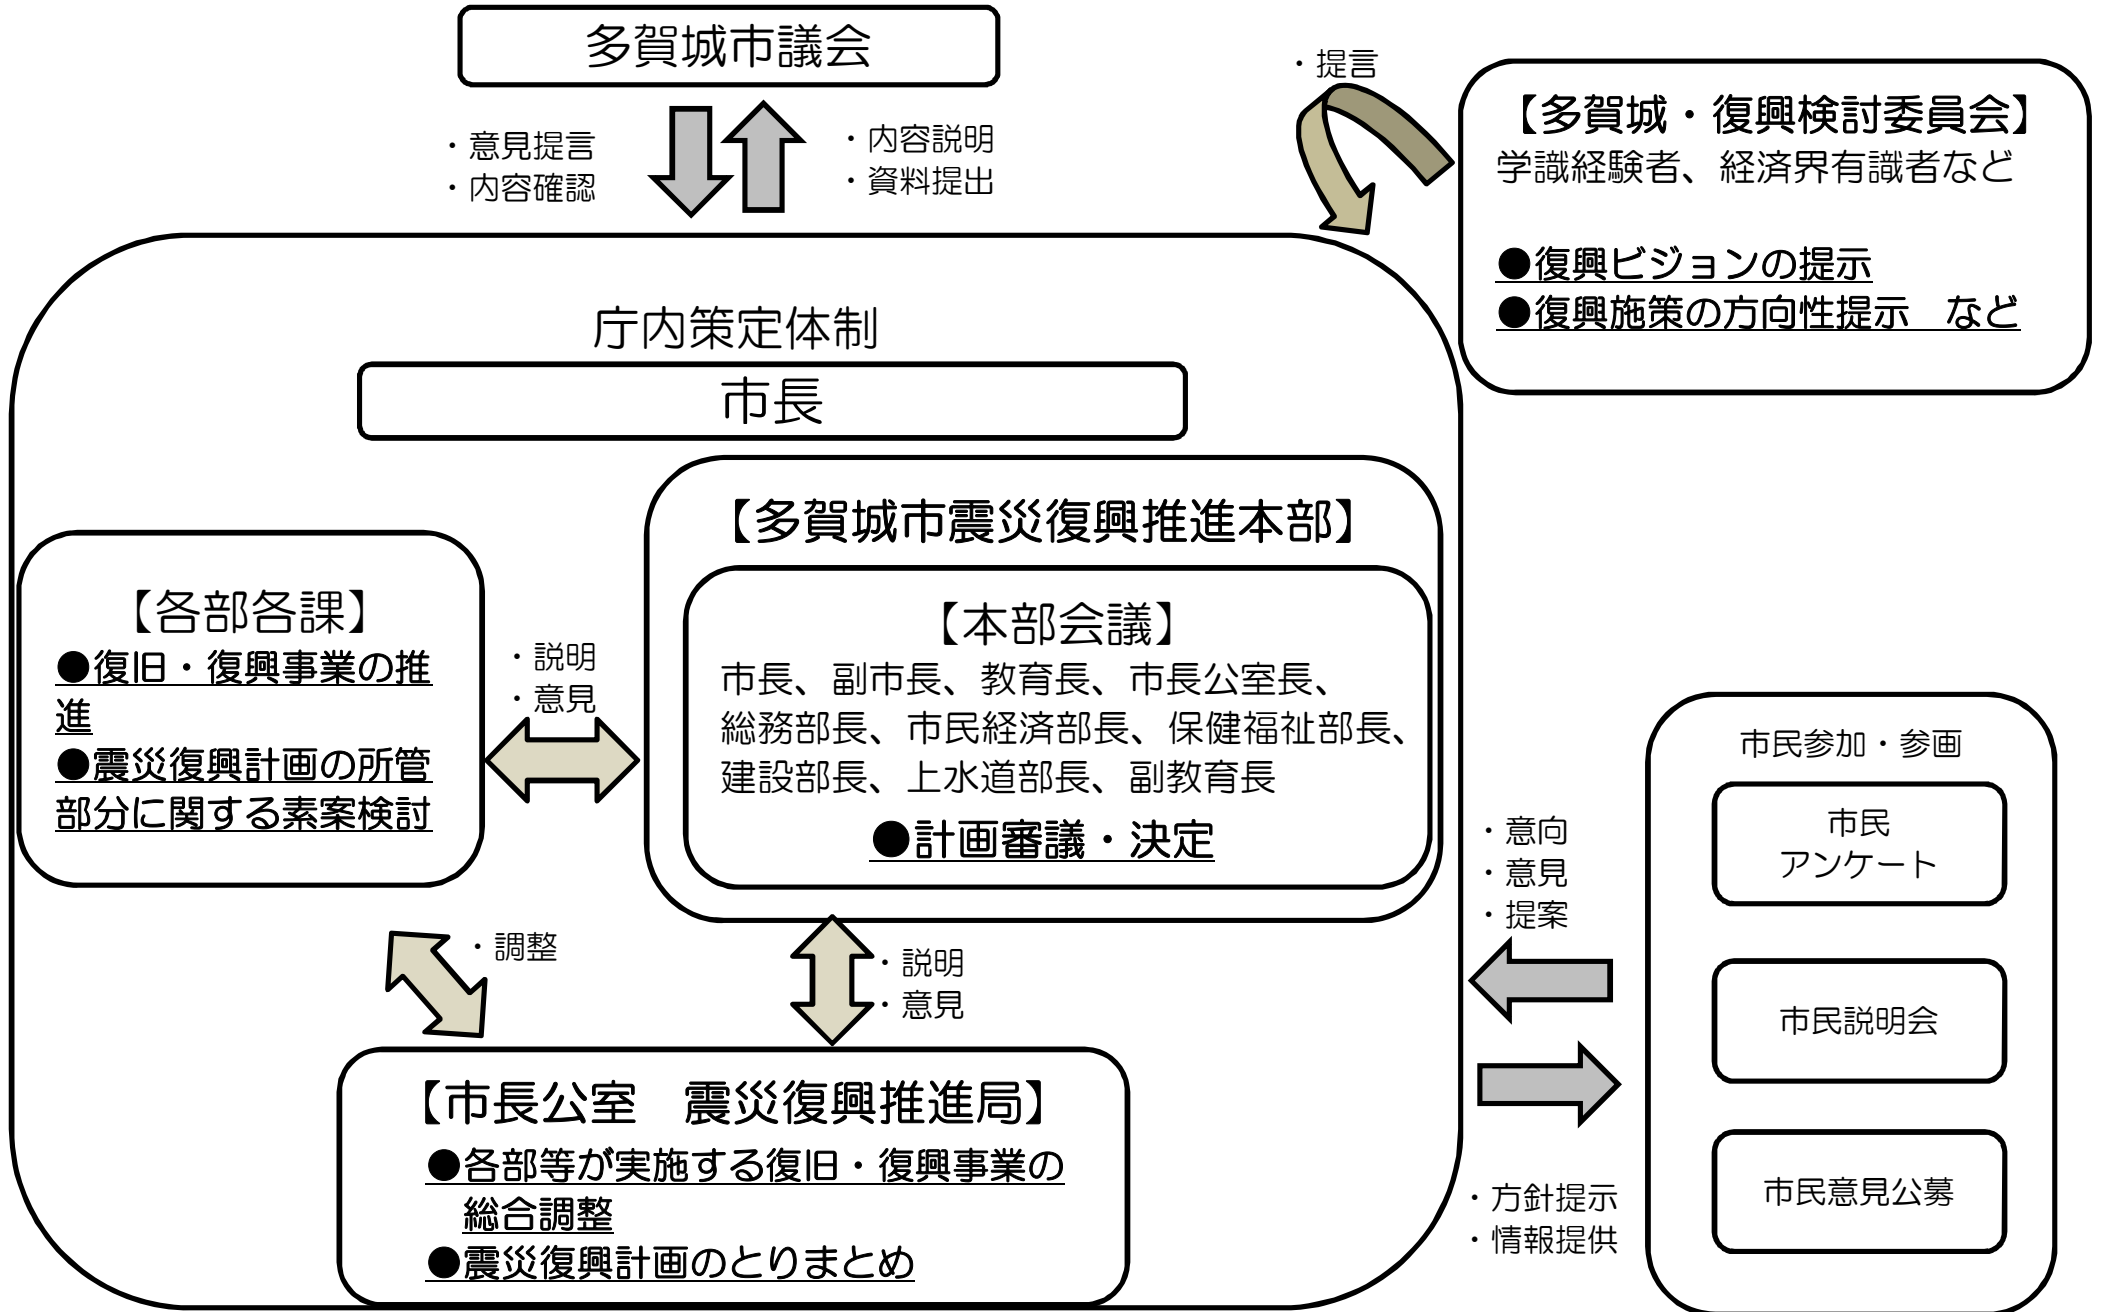 多賀城市議会
・意見提言
・内容確認
・内容説明
・資料提出
・提言
【多賀城・復興検討委員会】
学識経験者、経済界有識者など
●復興ビジョンの提示
●復興施策の方向性提示　など
庁内策定体制
市長
【多賀城市震災復興推進本部】
【本部会議】
市長、副市長、教育長、市長公室長、
総務部長、市民経済部長、保健福祉部長、
建設部長、上水道部長、副教育長
●計画審議・決定
【各部各課】
●復旧・復興事業の推
進
●震災復興計画の所管
部分に関する素案検討
・説明
・意見
・調整
・説明
・意見
【市長公室　震災復興推進局】
●各部等が実施する復旧・復興事業の
総合調整
●震災復興計画のとりまとめ
・意向
・意見
・提案
・方針提示
・情報提供
市民参加・参画
市民
アンケート
市民説明会
市民意見公募